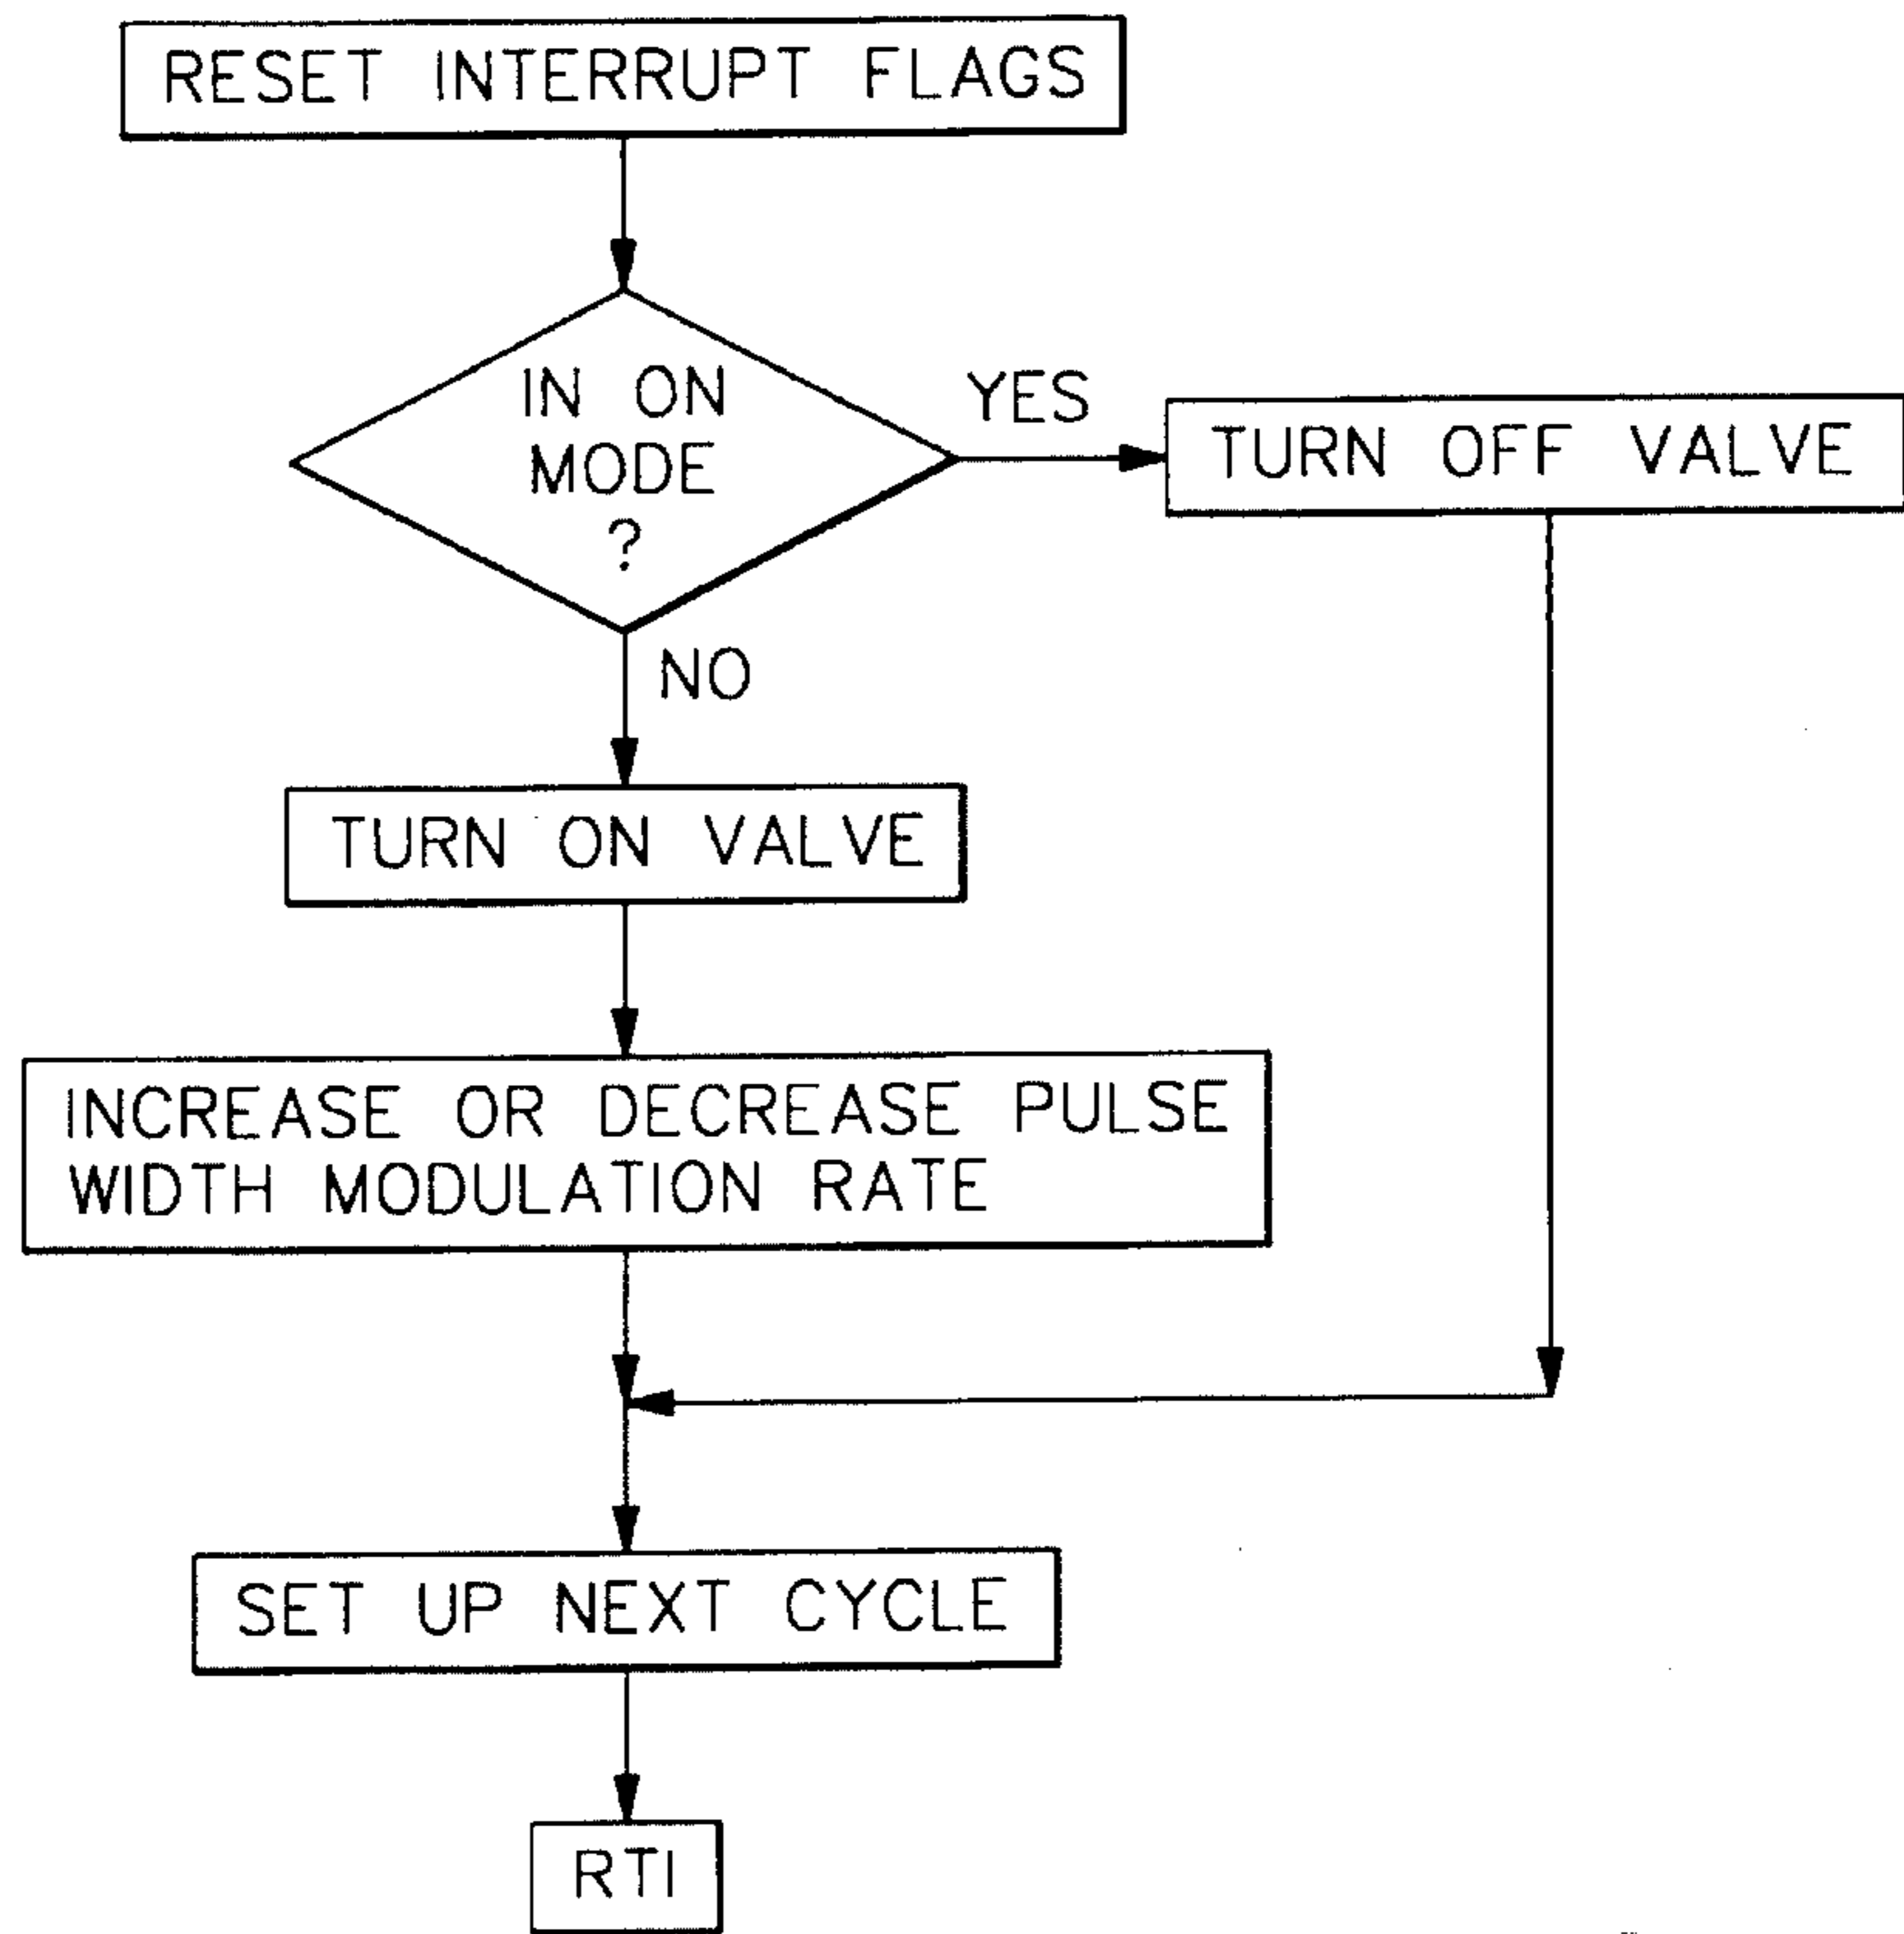 RESET INTERRUPT FLAGS
IN ON
MODE
?
YES
TURN OFF VALVE
NO
TURN ON VALVE
INCREASE OR DECREASE PULSE
WIDTH MODULATION RATE
SET UP NEXT CYCLE
RTI